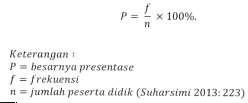 P = f/n × 100%.
Keterangan :
P = besarnya presentase
f = frekuensi
n = jumlah peserta didik (Suharsimi 2013: 223)